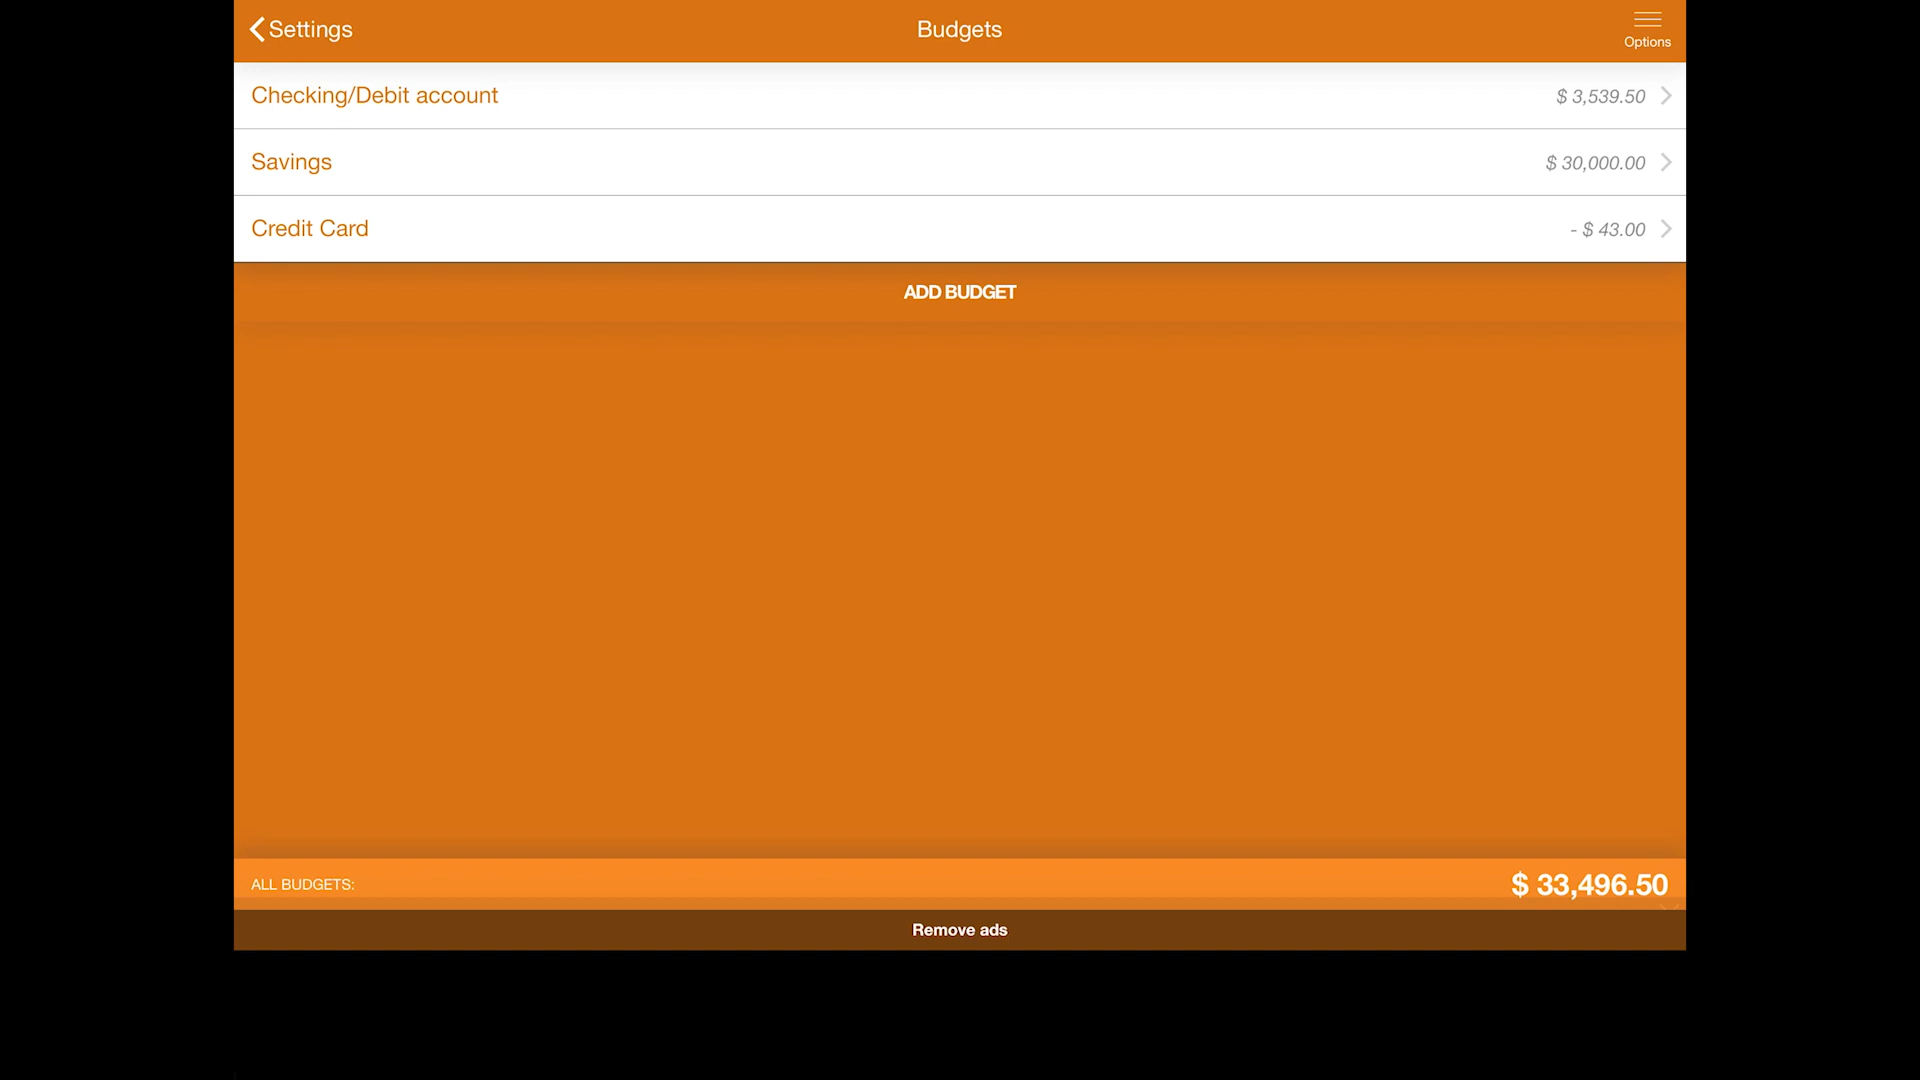 Settings
Budgets
Options
Checking/Debit account
$ 3,539.50
Savings
$ 30,000.00
Credit Card
- $ 43.00
ADD BUDGET
ALL BUDGETS:
$ 33,496.50
Remove ads